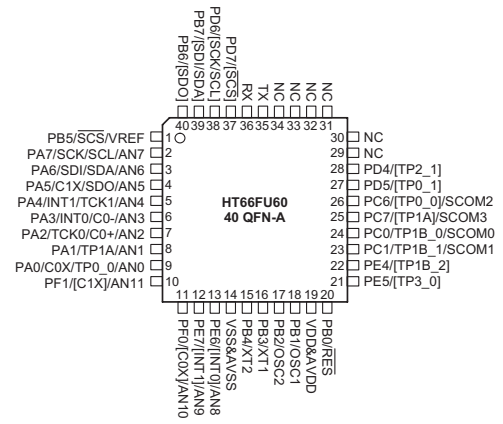 PB6/[SDO]
PB7/[SDI/SDA]
PD6/[SCK/SCL]
PD7/[SCS]
RX
TX
NC
NC
NC
NC
40 39 38 37 36 35 34 33 32 31
PB5/SCS/VREF 1
PA7/SCK/SCL/AN7 2
PA6/SDI/SDA/AN6 3
PA5/C1X/SDO/AN5 4
PA4/INT1/TCK1/AN4 5
PA3/INT0/C0-/AN3 6
PA2/TCK0/C0+/AN2 7
PA1/TP1A/AN1 8
PA0/C0X/TP0_0/AN0 9
PF1/[C1X]/AN11 10
HT66FU60
40 QFN-A
30 NC
29 NC
28 PD4/[TP2_1]
27 PD5/[TP0_1]
26 PC6/[TP0_0]/SCOM2
25 PC7/[TP1A]/SCOM3
24 PC0/TP1B_0/SCOM0
23 PC1/TP1B_1/SCOM1
22 PE4/[TP1B_2]
21 PE5/[TP3_0]
11 12 13 14 15 16 17 18 19 20
PF0/[C0X]/AN10
PE7/[INT1]/AN9
PE6/[INT0]/AN8
VSS&AVSS
PB4/XT2
PB3/XT1
PB2/OSC2
PB1/OSC1
VDD&AVDD
PB0/RES